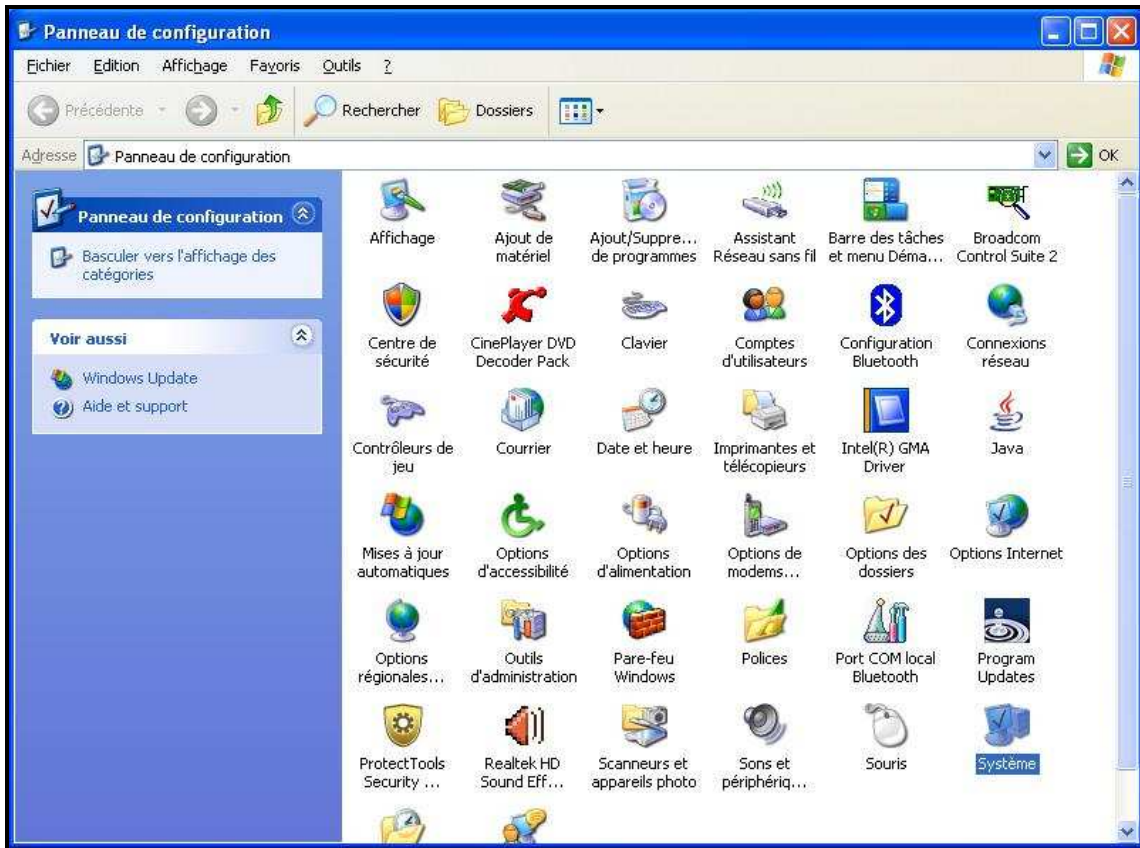 Panneau de configuration
Fichier Edition Affichage Favoris Outils ?
Précédente Rechercher Dossiers
Adresse Panneau de configuration OK
Panneau de configuration
Basculer vers l'affichage des
catégories
Voir aussi
Windows Update
Aide et support
Affichage
Ajout de
matériel
Ajout/Suppre...
de programmes
Assistant
Réseau sans fil
Barre des tâches
et menu Déma...
Broadcom
Control Suite 2
Centre de
sécurité
CinePlayer DVD
Decoder Pack
Clavier
Comptes
d'utilisateurs
Configuration
Bluetooth
Connexions
réseau
Contrôleurs de
jeu
Courrier
Date et heure
Imprimantes et
télécopieurs
Intel(R) GMA
Driver
Java
Mises à jour
automatiques
Options
d'accessibilité
Options
d'alimentation
Options de
modems...
Options des
dossiers
Options Internet
Options
régionales...
Outils
d'administration
Pare-feu
Windows
Polices
Port COM local
Bluetooth
Program
Updates
ProtectTools
Security ...
Realtek HD
Sound Eff...
Scanneurs et
appareils photo
Sons et
périphériq...
Souris
Système